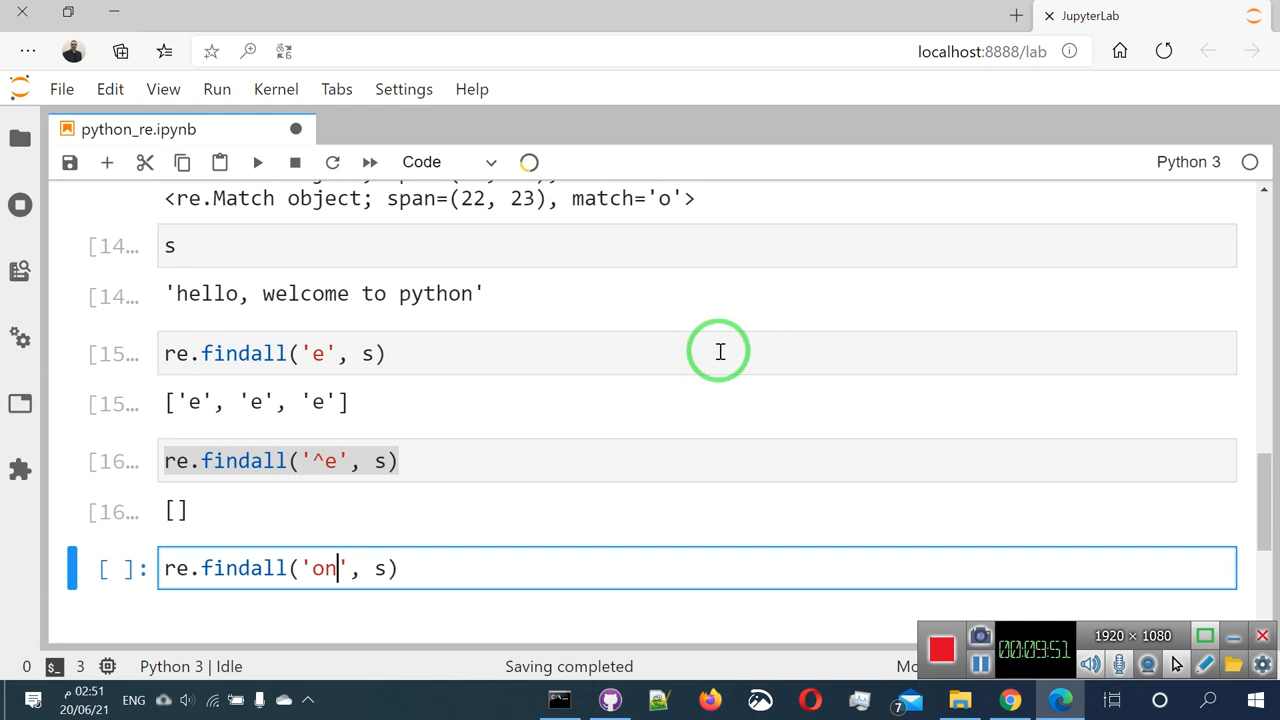 JupyterLab
localhost:8888/lab
File Edit View Run Kernel Tabs Settings Help
python_re.ipynb
Code
Python 3
<re.Match object; span=(22, 23), match='o'>
[14… s
[14… 'hello, welcome to python'
[15… re.findall('e', s)
[15… ['e', 'e', 'e']
[16… re.findall('^e', s)
[16… []
[ ]: re.findall('on', s)
1920 × 1080
00:09:51
0 3 Python 3 | Idle Saving completed
02:51 م ENG 7
20/06/21